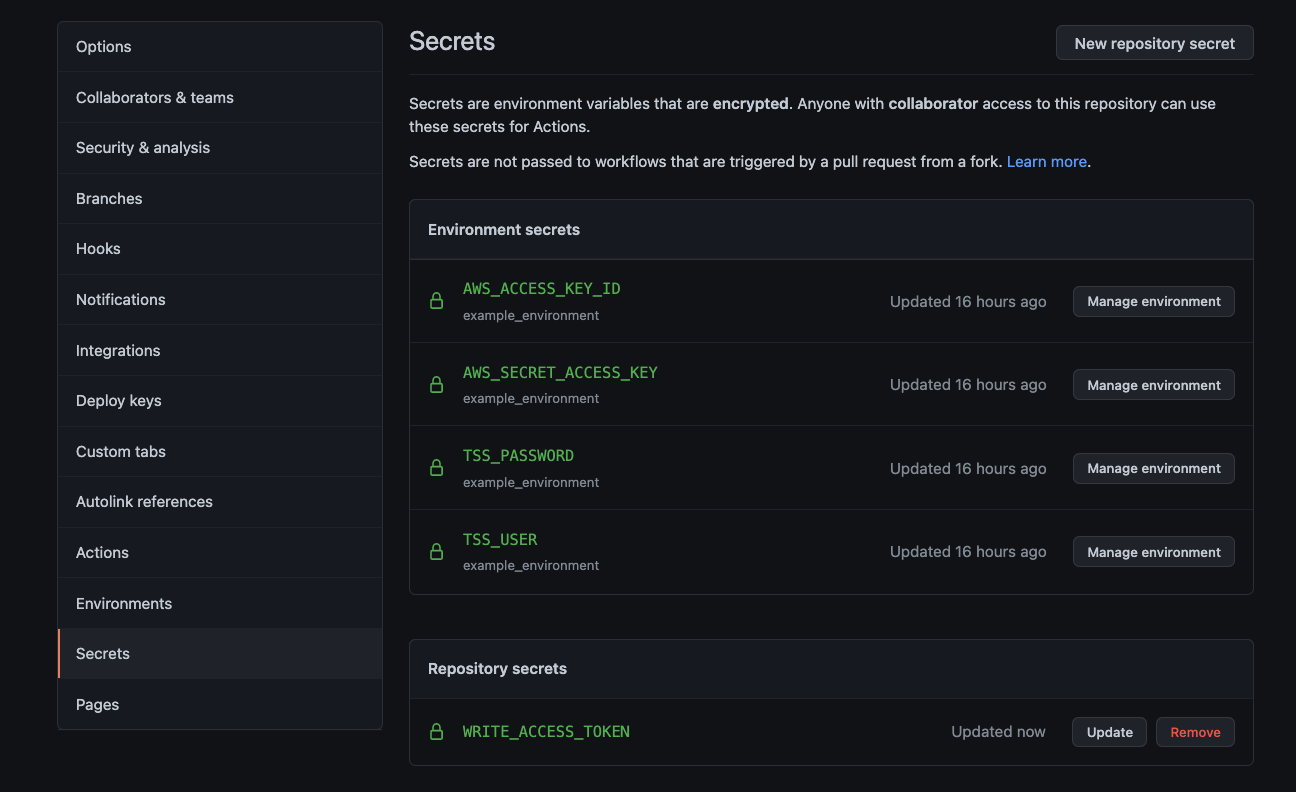 Options
Collaborators & teams
Security & analysis
Branches
Hooks
Notifications
Integrations
Deploy keys
Custom tabs
Autolink references
Actions
Environments
Secrets
Pages
Secrets
New repository secret
Secrets are environment variables that are encrypted. Anyone with collaborator access to this repository can use
these secrets for Actions.
Secrets are not passed to workflows that are triggered by a pull request from a fork. Learn more.
Environment secrets
AWS_ACCESS_KEY_ID
example_environment
Updated 16 hours ago
Manage environment
AWS_SECRET_ACCESS_KEY
example_environment
Updated 16 hours ago
Manage environment
TSS_PASSWORD
example_environment
Updated 16 hours ago
Manage environment
TSS_USER
example_environment
Updated 16 hours ago
Manage environment
Repository secrets
WRITE_ACCESS_TOKEN
Updated now
Update
Remove